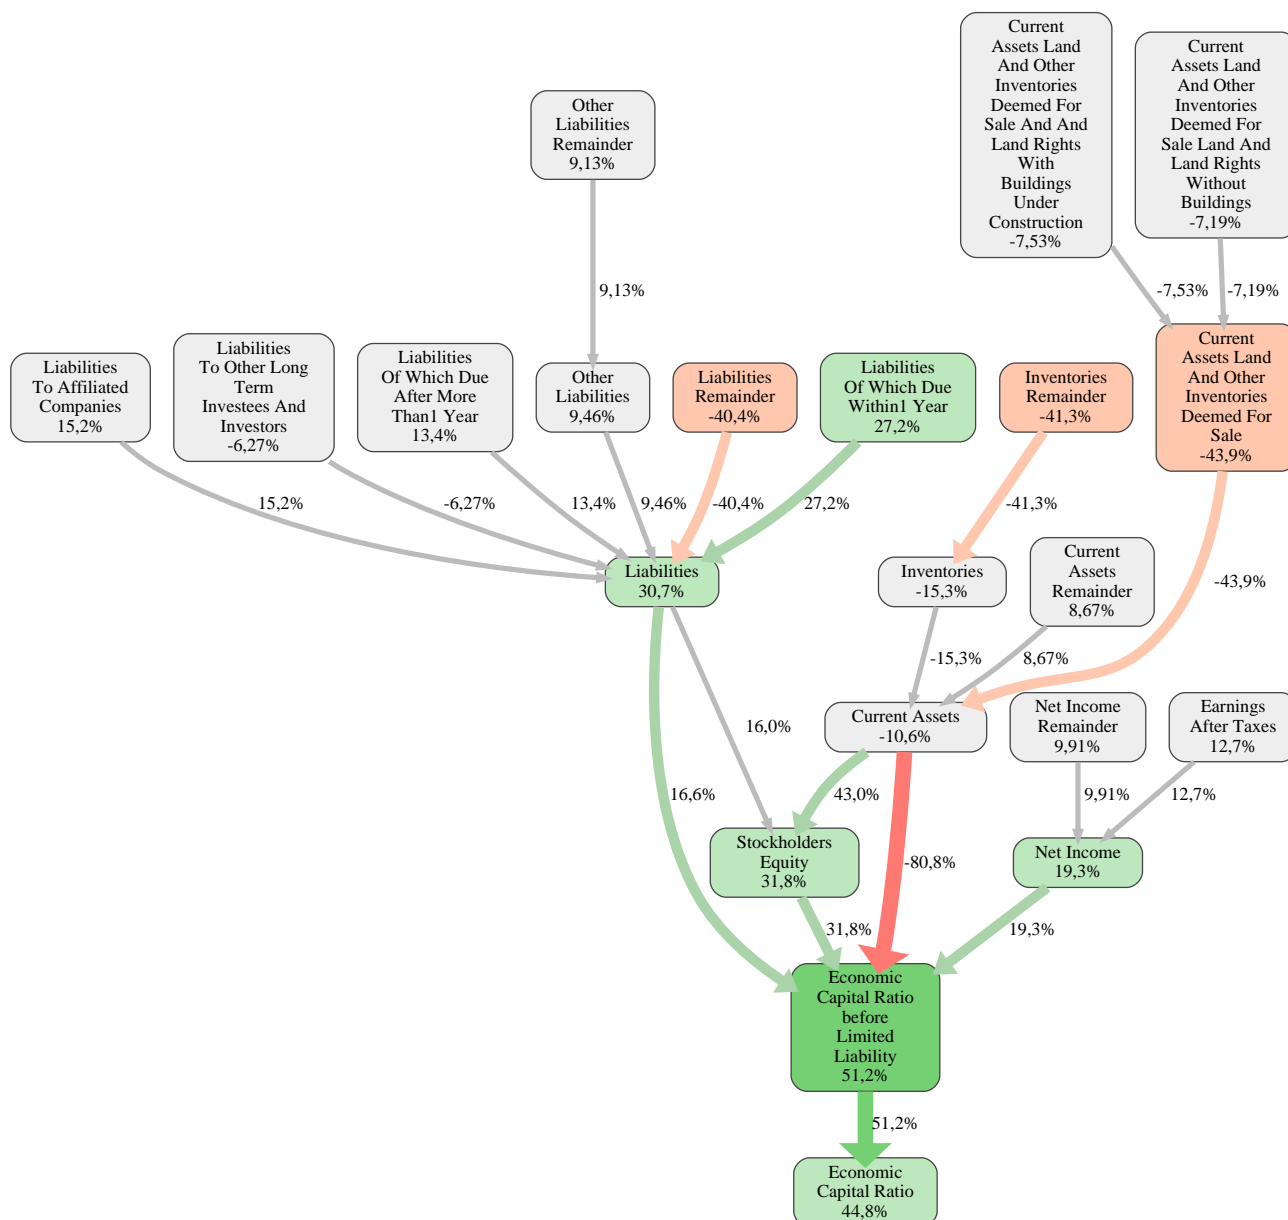 Current
Assets Land
And Other
Inventories
Deemed For
Sale And And
Land Rights
With
Buildings
Under
Construction
-7,53%
Current
Assets Land
And Other
Inventories
Deemed For
Sale Land And
Land Rights
Without
Buildings
-7,19%
Other
Liabilities
Remainder
9,13%
9,13%
-7,53%
-7,19%
Liabilities
To Affiliated
Companies
15,2%
Liabilities
To Other Long
Term
Investees And
Investors
-6,27%
Liabilities
Of Which Due
After More
Than1 Year
13,4%
Other
Liabilities
9,46%
Liabilities
Remainder
-40,4%
Liabilities
Of Which Due
Within1 Year
27,2%
Inventories
Remainder
-41,3%
Current
Assets Land
And Other
Inventories
Deemed For
Sale
-43,9%
15,2%
-6,27%
13,4%
9,46%
-40,4%
27,2%
-41,3%
-43,9%
Liabilities
30,7%
Inventories
-15,3%
Current
Assets
Remainder
8,67%
-15,3%
8,67%
16,0%
Current Assets
-10,6%
Net Income
Remainder
9,91%
Earnings
After Taxes
12,7%
16,6%
43,0%
-80,8%
9,91%
12,7%
Stockholders
Equity
31,8%
Net Income
19,3%
31,8%
19,3%
Economic
Capital Ratio
before
Limited
Liability
51,2%
51,2%
Economic
Capital Ratio
44,8%